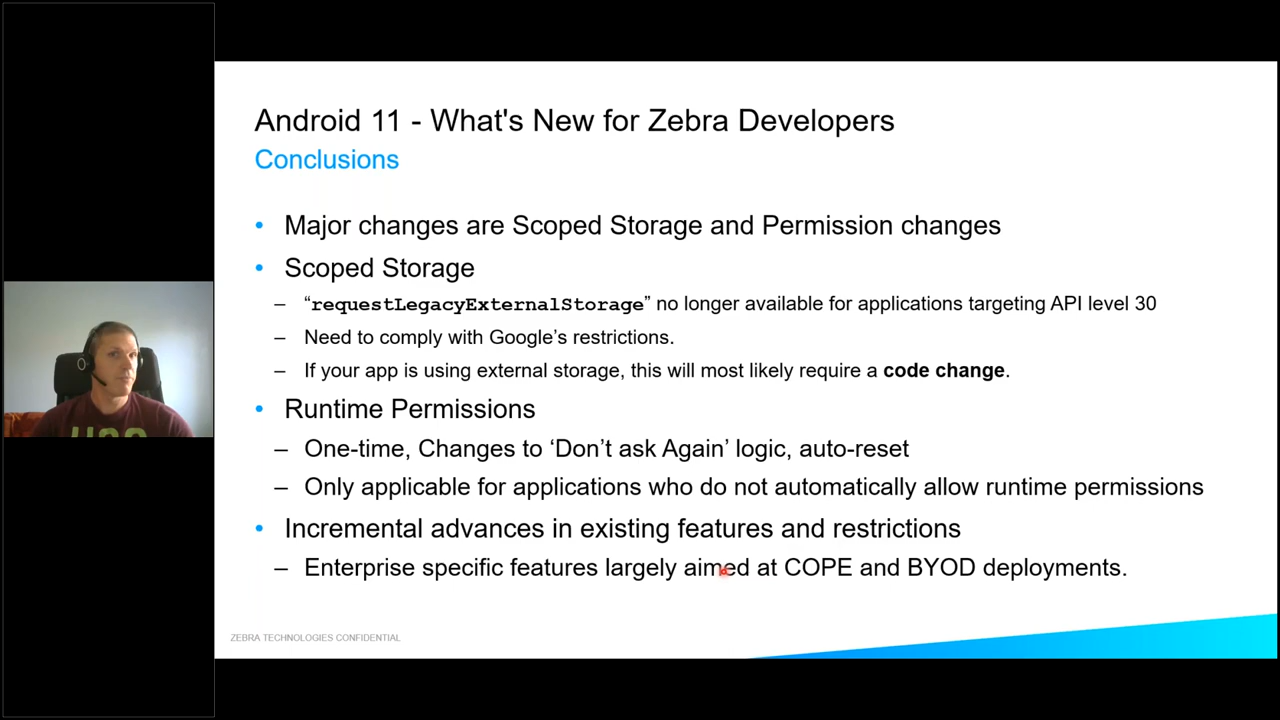 Android 11 - What's New for Zebra Developers
Conclusions
• Major changes are Scoped Storage and Permission changes
• Scoped Storage
– “requestLegacyExternalStorage” no longer available for applications targeting API level 30
– Need to comply with Google’s restrictions.
– If your app is using external storage, this will most likely require a code change.
• Runtime Permissions
– One-time, Changes to ‘Don’t ask Again’ logic, auto-reset
– Only applicable for applications who do not automatically allow runtime permissions
• Incremental advances in existing features and restrictions
– Enterprise specific features largely aimed at COPE and BYOD deployments.
ZEBRA TECHNOLOGIES CONFIDENTIAL